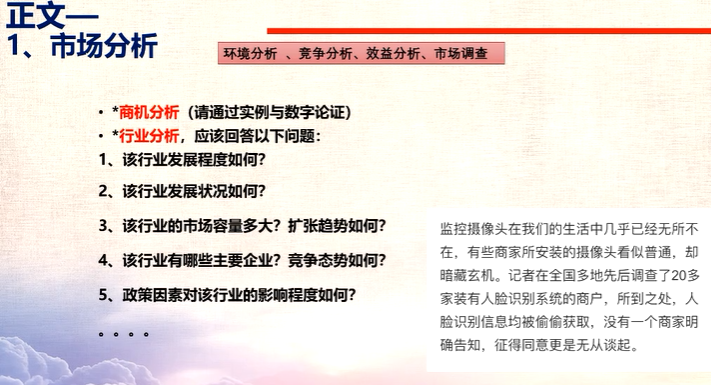 正文—
1、市场分析
环境分析 、竞争分析、效益分析、市场调查
• *商机分析（请通过实例与数字论证）
• *行业分析，应该回答以下问题：
1、该行业发展程度如何？
2、该行业发展状况如何？
3、该行业的市场容量多大？扩张趋势如何？
4、该行业有哪些主要企业？竞争态势如何？
5、政策因素对该行业的影响程度如何？
。。。。
监控摄像头在我们的生活中几乎已经无所不
在，有些商家所安装的摄像头看似普通，却
暗藏玄机。记者在全国多地先后调查了20多
家装有人脸识别系统的商户，所到之处，人
脸识别信息均被偷偷获取，没有一个商家明
确告知，征得同意更是无从谈起。